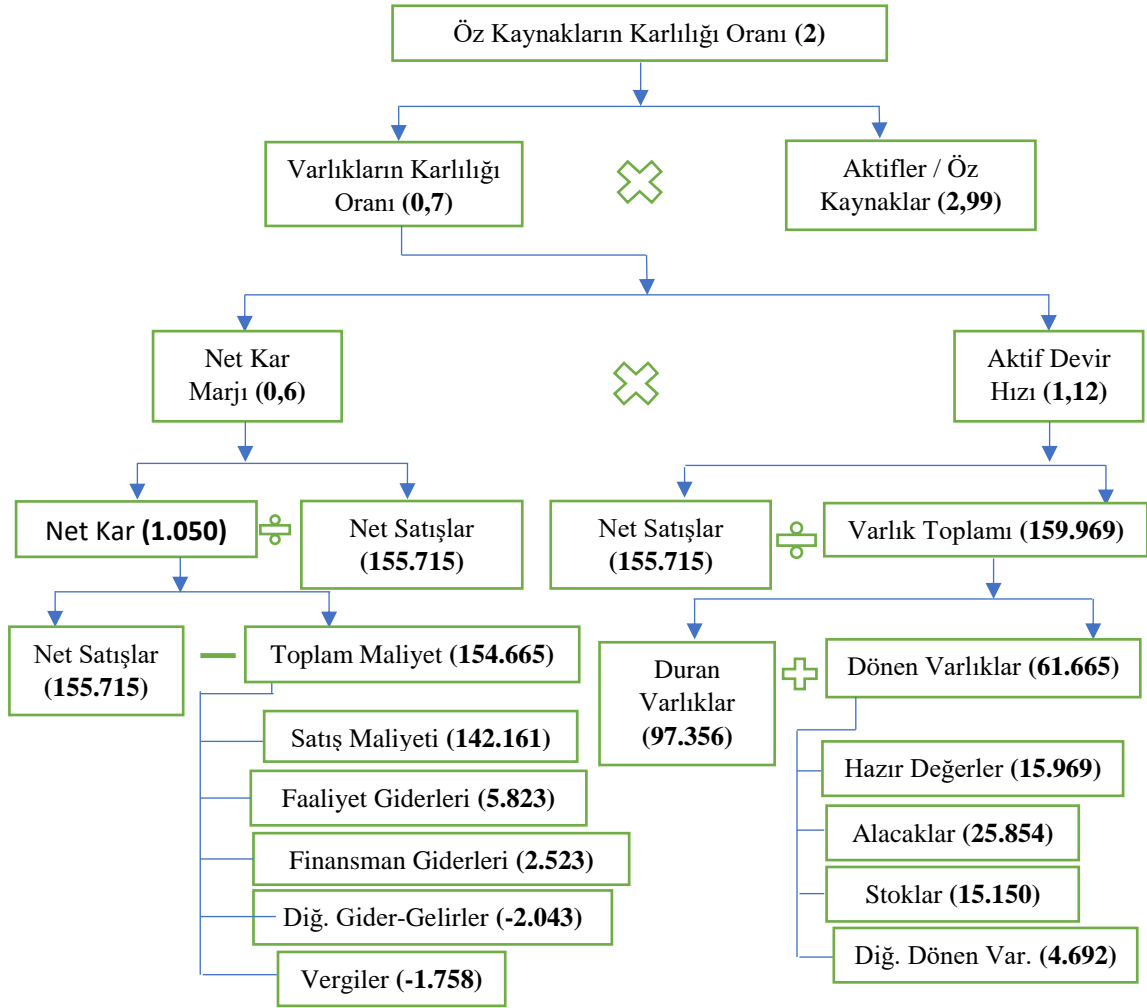 Öz Kaynakların Karlılığı Oranı (2)
Varlıkların Karlılığı
Oranı (0,7)
Aktifler / Öz
Kaynaklar (2,99)
Net Kar
Marjı (0,6)
Aktif Devir
Hızı (1,12)
Net Kar (1.050)
Net Satışlar
(155.715)
Net Satışlar
(155.715)
Varlık Toplamı (159.969)
Net Satışlar
(155.715)
Toplam Maliyet (154.665)
Duran
Varlıklar
(97.356)
Dönen Varlıklar (61.665)
Satış Maliyeti (142.161)
Faaliyet Giderleri (5.823)
Finansman Giderleri (2.523)
Diğ. Gider-Gelirler (-2.043)
Vergiler (-1.758)
Hazır Değerler (15.969)
Alacaklar (25.854)
Stoklar (15.150)
Diğ. Dönen Var. (4.692)